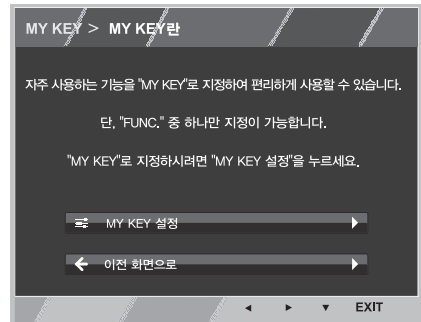 MY KEY > MY KEY란
자주 사용하는 기능을 "MY KEY"로 지정하여 편리하게 사용할 수 있습니다.
단, "FUNC." 중 하나만 지정이 가능합니다.
"MY KEY"로 지정하시려면 "MY KEY 설정"을 누르세요.
MY KEY 설정
이전 화면으로
EXIT